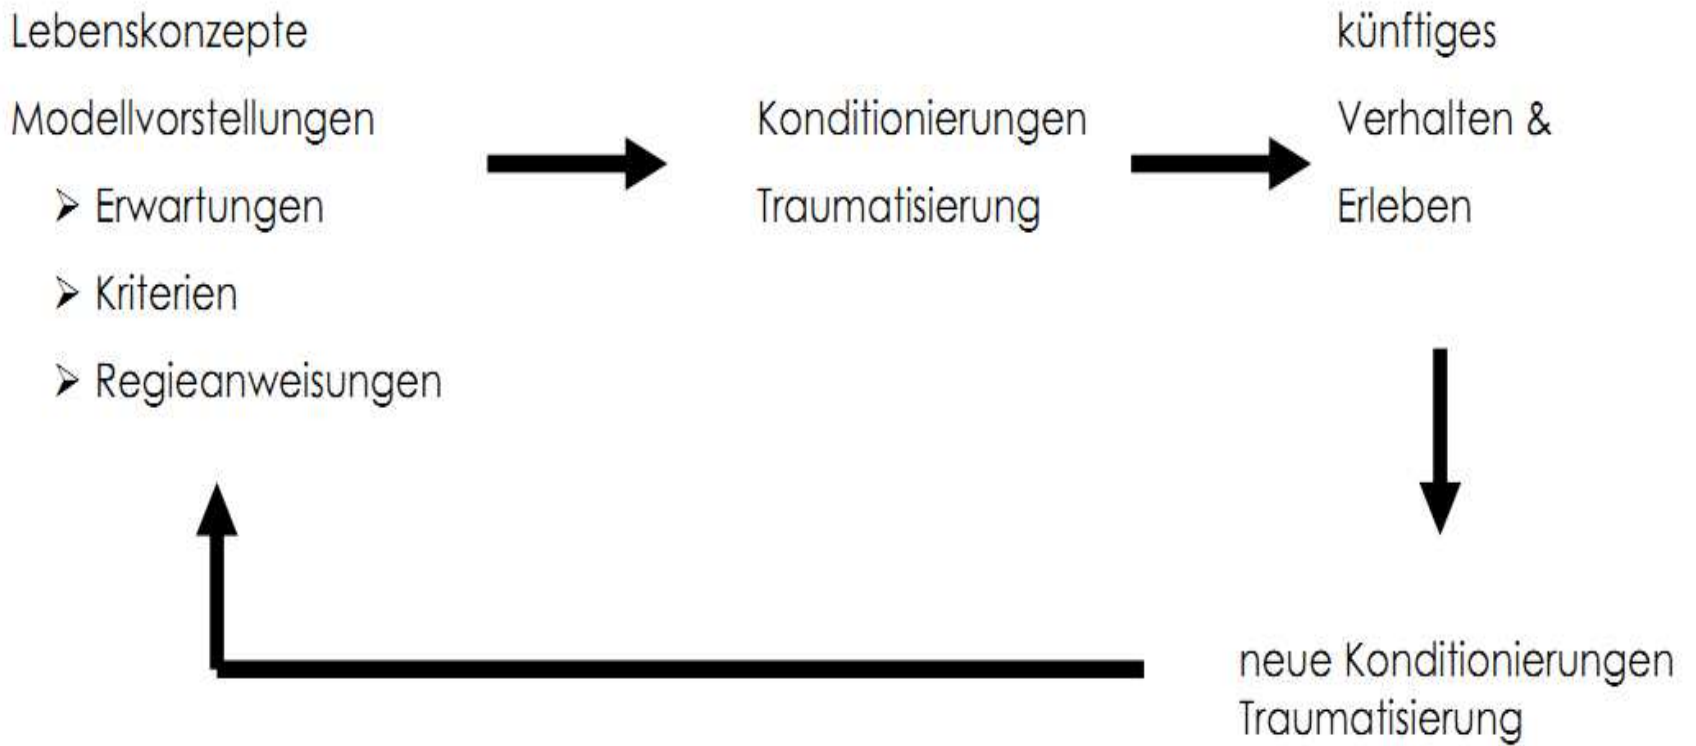 Lebenskonzepte
Modellvorstellungen
➢ Erwartungen
➢ Kriterien
➢ Regieanweisungen
Konditionierungen
Traumatisierung
künftiges
Verhalten &
Erleben
neue Konditionierungen
Traumatisierung